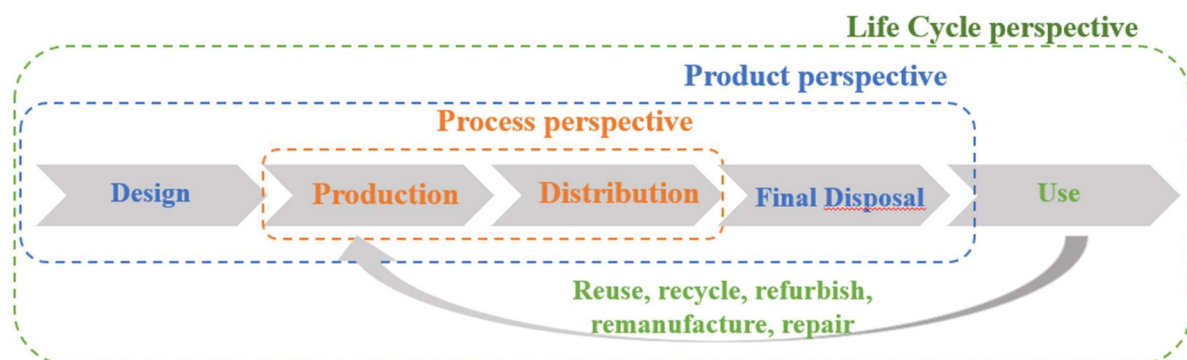 Life Cycle perspective
Product perspective
Process perspective
Design
Production
Distribution
Final Disposal
Use
Reuse, recycle, refurbish,
remanufacture, repair